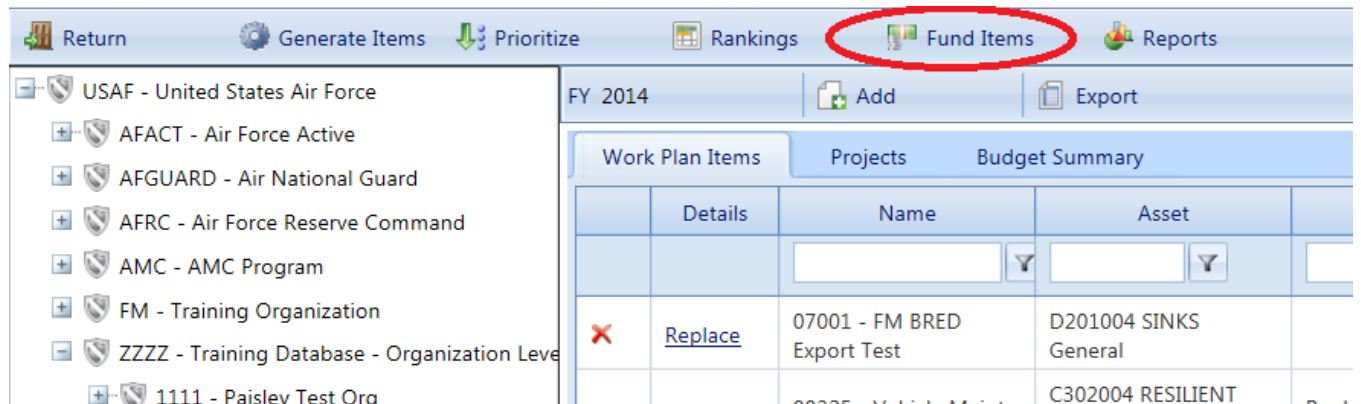 Return Generate Items Prioritize Rankings Fund Items Reports
USAF - United States Air Force
AFACT - Air Force Active
AFGUARD - Air National Guard
AFRC - Air Force Reserve Command
AMC - AMC Program
FM - Training Organization
ZZZZ - Training Database - Organization Leve
1111 - Paisley Test Org
FY 2014 Add Export
Work Plan Items Projects Budget Summary
Details Name Asset
Replace 07001 - FM BRED D201004 SINKS
Export Test General
C302004 RESILIENT